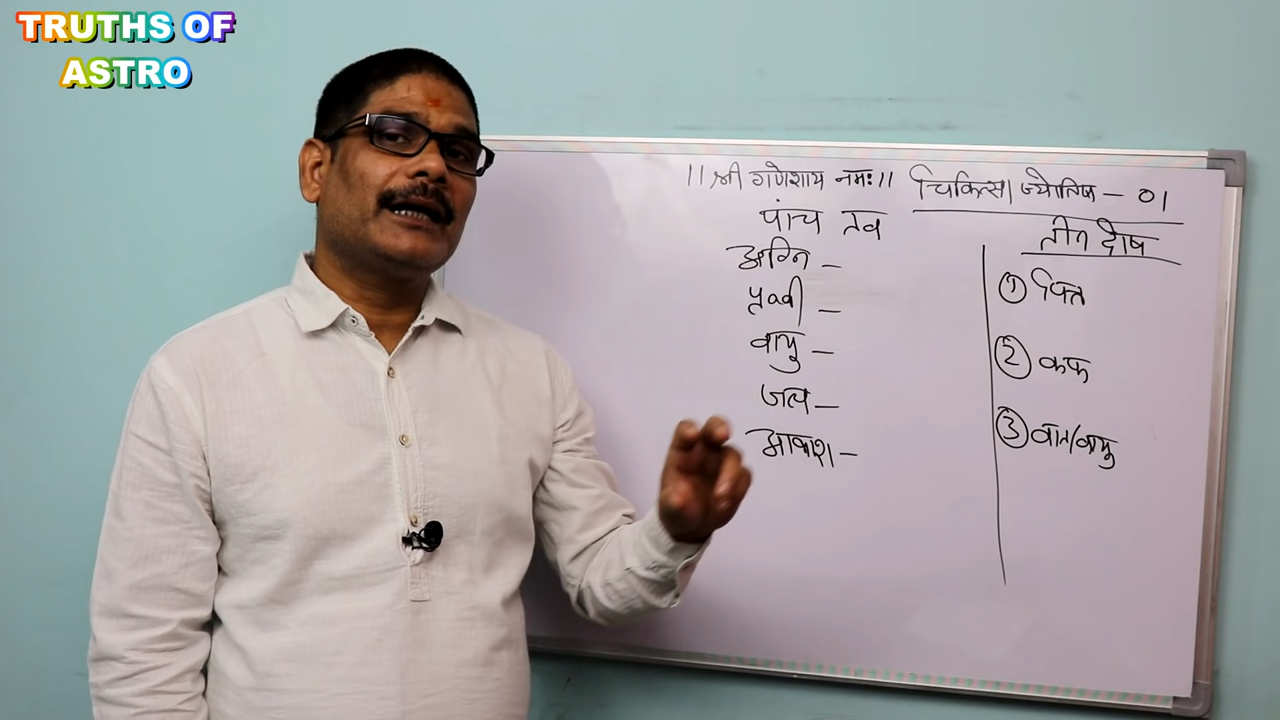 TRUTHS OF
ASTRO
।। श्री गणेशाय नमः ।। चिकित्सा ज्योतिष - 01
पांच तत्व
अग्नि -
पृथ्वी -
वायु -
जल -
आकाश -
तीन दोष
① पित्त
② कफ
③ वात/वायु